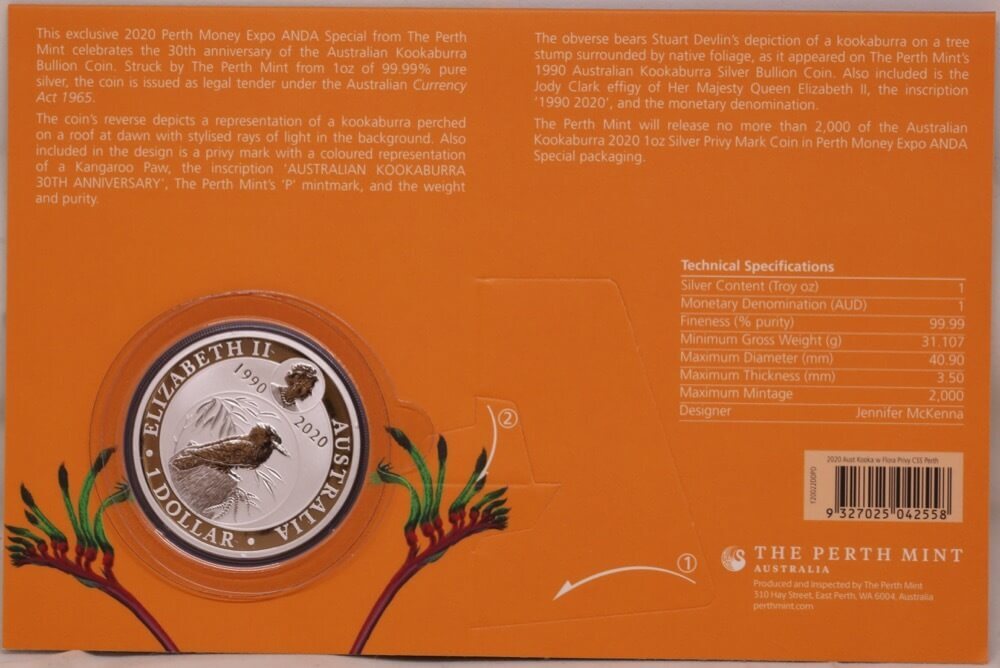 This exclusive 2020 Perth Money Expo ANDA Special from The Perth
Mint celebrates the 30th anniversary of the Australian Kookaburra
Bullion Coin. Struck by The Perth Mint from 1oz of 99.99% pure
silver, the coin is issued as legal tender under the Australian Currency
Act 1965.
The coin's reverse depicts a representation of a kookaburra perched
on a roof at dawn with stylised rays of light in the background. Also
included in the design is a privy mark with a coloured representation
of a Kangaroo Paw, the inscription 'AUSTRALIAN KOOKABURRA
30TH ANNIVERSARY', The Perth Mint's 'P' mintmark, and the weight
and purity.
The obverse bears Stuart Devlin's depiction of a kookaburra on a tree
stump surrounded by native foliage, as it appeared on The Perth Mint's
1990 Australian Kookaburra Silver Bullion Coin. Also included is the
Jody Clark effigy of Her Majesty Queen Elizabeth II, the inscription
'1990 2020', and the monetary denomination.
The Perth Mint will release no more than 2,000 of the Australian
Kookaburra 2020 1oz Silver Privy Mark Coin in Perth Money Expo ANDA
Special packaging.
Technical Specifications
Silver Content (Troy oz) 1
Monetary Denomination (AUD) 1
Fineness (% purity) 99.99
Minimum Gross Weight (g) 31.107
Maximum Diameter (mm) 40.90
Maximum Thickness (mm) 3.50
Maximum Mintage 2,000
Designer Jennifer McKenna
ELIZABETH II
AUSTRALIA
1 DOLLAR
1990
2020
2
1
2020 Aust Kooka w Flora Privy CSS Perth
9 327025 042558
THE PERTH MINT
AUSTRALIA
Produced and Inspected by The Perth Mint
310 Hay Street, East Perth, WA 6004, Australia
perthmint.com